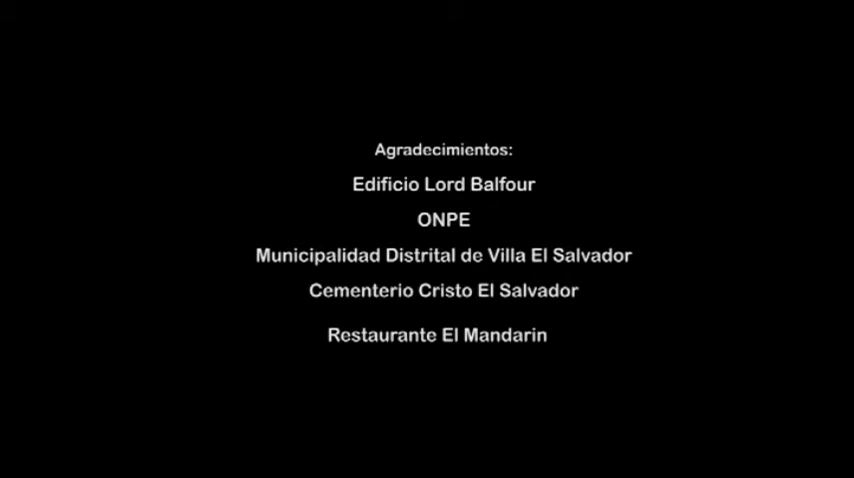 Agradecimientos:
Edificio Lord Balfour
ONPE
Municipalidad Distrital de Villa El Salvador
Cementerio Cristo El Salvador
Restaurante El Mandarin